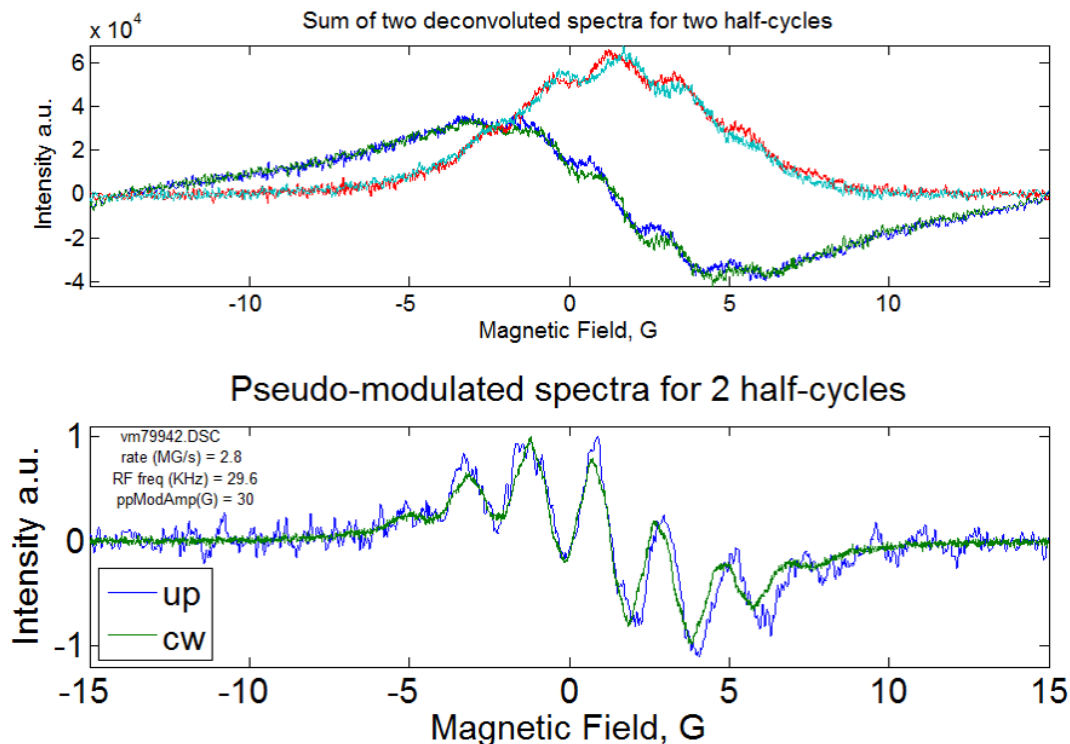 Sum of two deconvoluted spectra for two half-cycles
x 10⁴
6
4
2
0
-2
-4
Intensity a.u.
-10 -5 0 5 10
Magnetic Field, G
Pseudo-modulated spectra for 2 half-cycles
vm79942.DSC
rate (MG/s) = 2.8
RF freq (KHz) = 29.6
ppModAmp(G) = 30
1
0
-1
Intensity a.u.
up
cw
-15 -10 -5 0 5 10 15
Magnetic Field, G